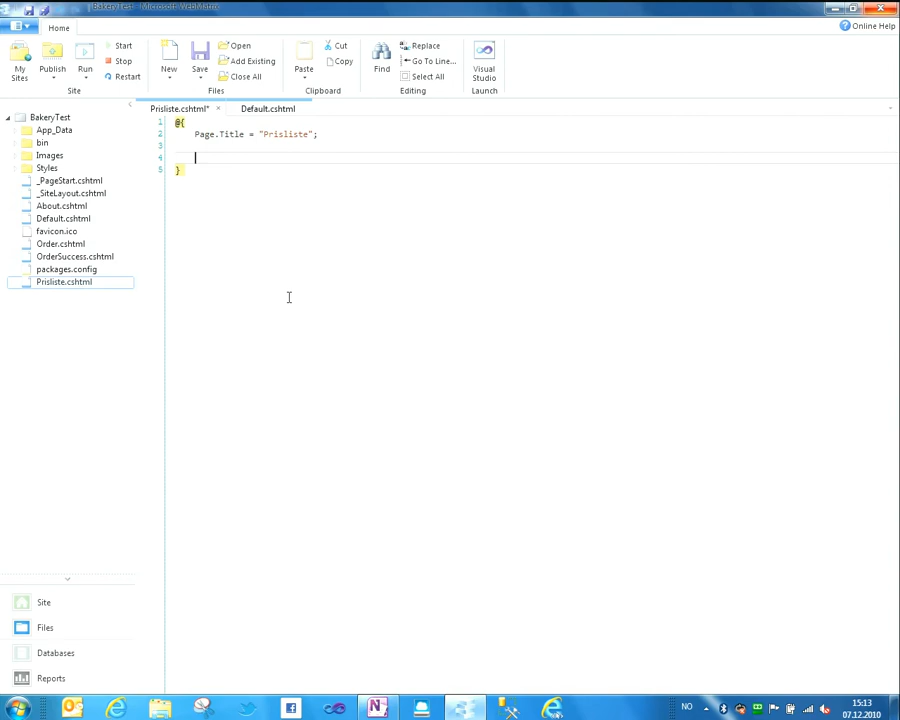 BakeryTest - Microsoft WebMatrix
Home
Online Help
My Sites
Publish
Run
Start
Stop
Restart
Site
New
Save
Open
Add Existing
Close All
Files
Paste
Cut
Copy
Clipboard
Find
Replace
Go To Line...
Select All
Editing
Visual Studio
Launch
Prisliste.cshtml* ×
Default.cshtml
BakeryTest
App_Data
bin
Images
Styles
_PageStart.cshtml
_SiteLayout.cshtml
About.cshtml
Default.cshtml
favicon.ico
Order.cshtml
OrderSuccess.cshtml
packages.config
Prisliste.cshtml
1 @{
2 Page.Title = "Prisliste";
3
4
5 }
Site
Files
Databases
Reports
NO
15:13
07.12.2010